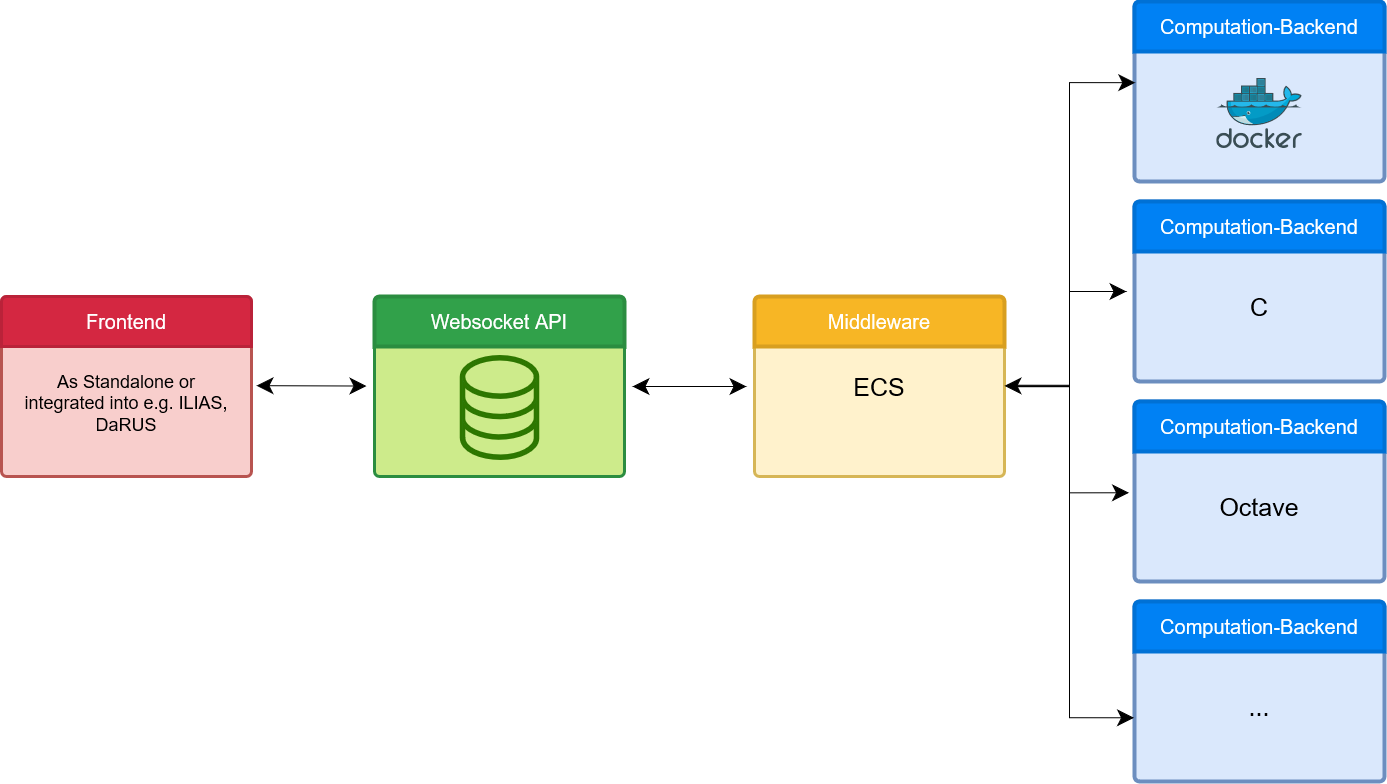 Frontend
As Standalone or
integrated into e.g. ILIAS,
DaRUS
Websocket API
Middleware
ECS
Computation-Backend
docker
Computation-Backend
C
Computation-Backend
Octave
Computation-Backend
...